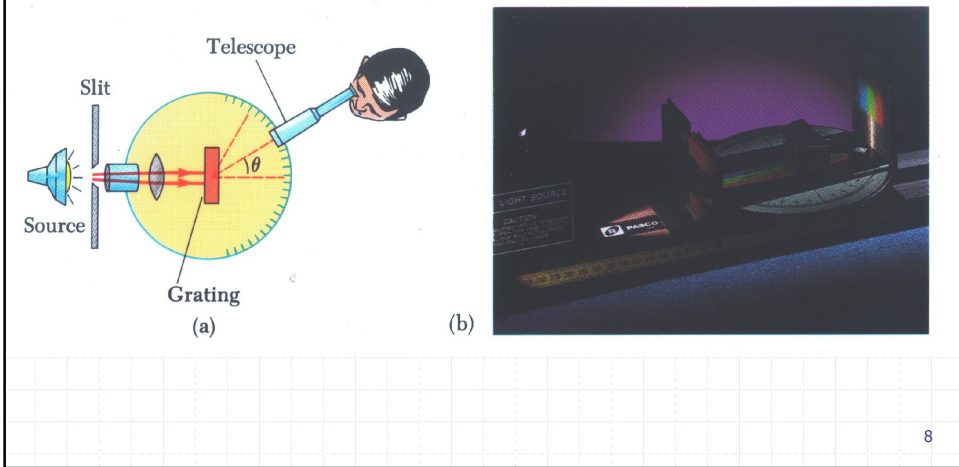 Telescope
Slit
θ
Source
Grating
(a)
(b)
LIGHT SOURCE
CAUTION
PASCO
8